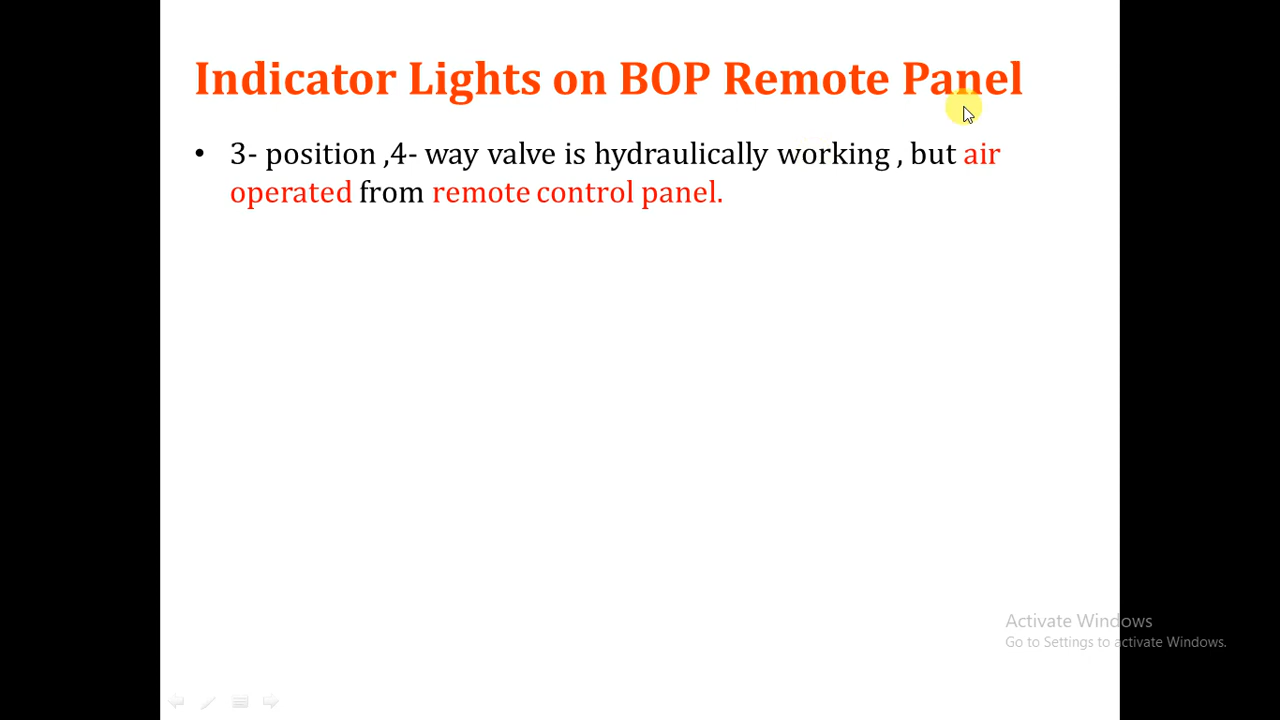 Indicator Lights on BOP Remote Panel
• 3- position ,4- way valve is hydraulically working , but air
operated from remote control panel.
Activate Windows
Go to Settings to activate Windows.